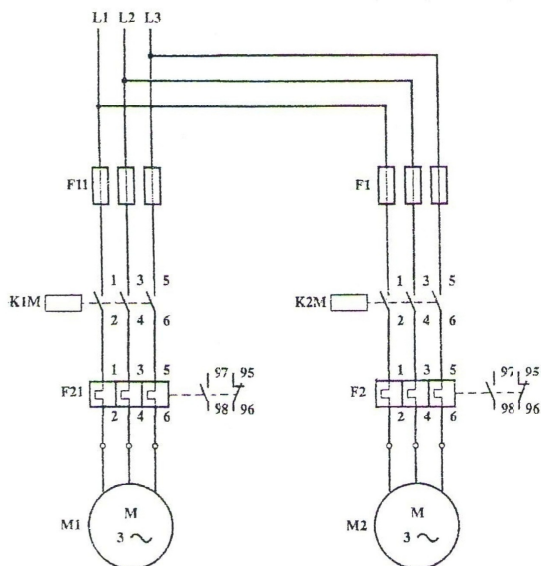 L1 L2 L3
F11 F1
1 3 5 1 3 5
K1M K2M
2 4 6 2 4 6
1 3 5 97 95 1 3 5 97 95
F21 F2
2 4 6 98 96 2 4 6 98 96
M1 M M2 M
3 ~ 3 ~